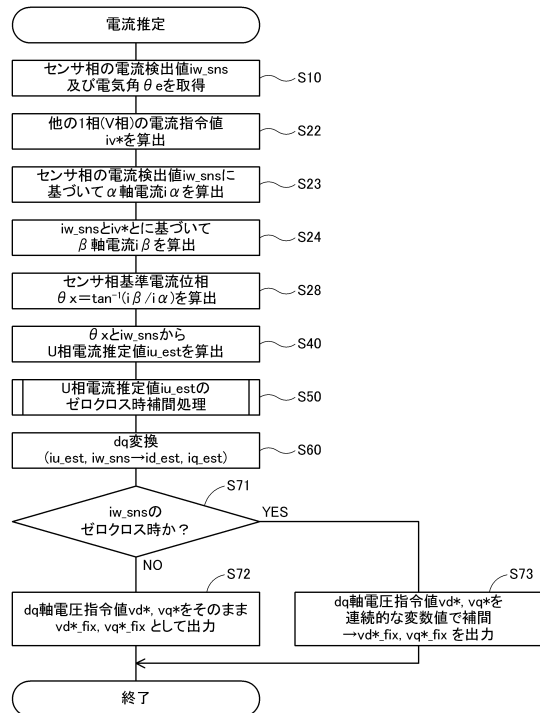 電流推定
センサ相の電流検出値iw_sns
及び電気角θeを取得
S10
他の1相(V相)の電流指令値
iv*を算出
S22
センサ相の電流検出値iw_snsに
基づいてα軸電流iαを算出
S23
iw_snsとiv*とに基づいて
β軸電流iβを算出
S24
センサ相基準電流位相
θx=tan⁻¹(iβ/iα)を算出
S28
θxとiw_snsから
U相電流推定値iu_estを算出
S40
U相電流推定値iu_estの
ゼロクロス時補間処理
S50
dq変換
(iu_est, iw_sns→id_est, iq_est)
S60
S71
iw_snsの
ゼロクロス時か?
YES
NO
S72
dq軸電圧指令値vd*, vq*をそのまま
vd*_fix, vq*_fix として出力
S73
dq軸電圧指令値vd*, vq*を
連続的な変数値で補間
→vd*_fix, vq*_fix を出力
終了